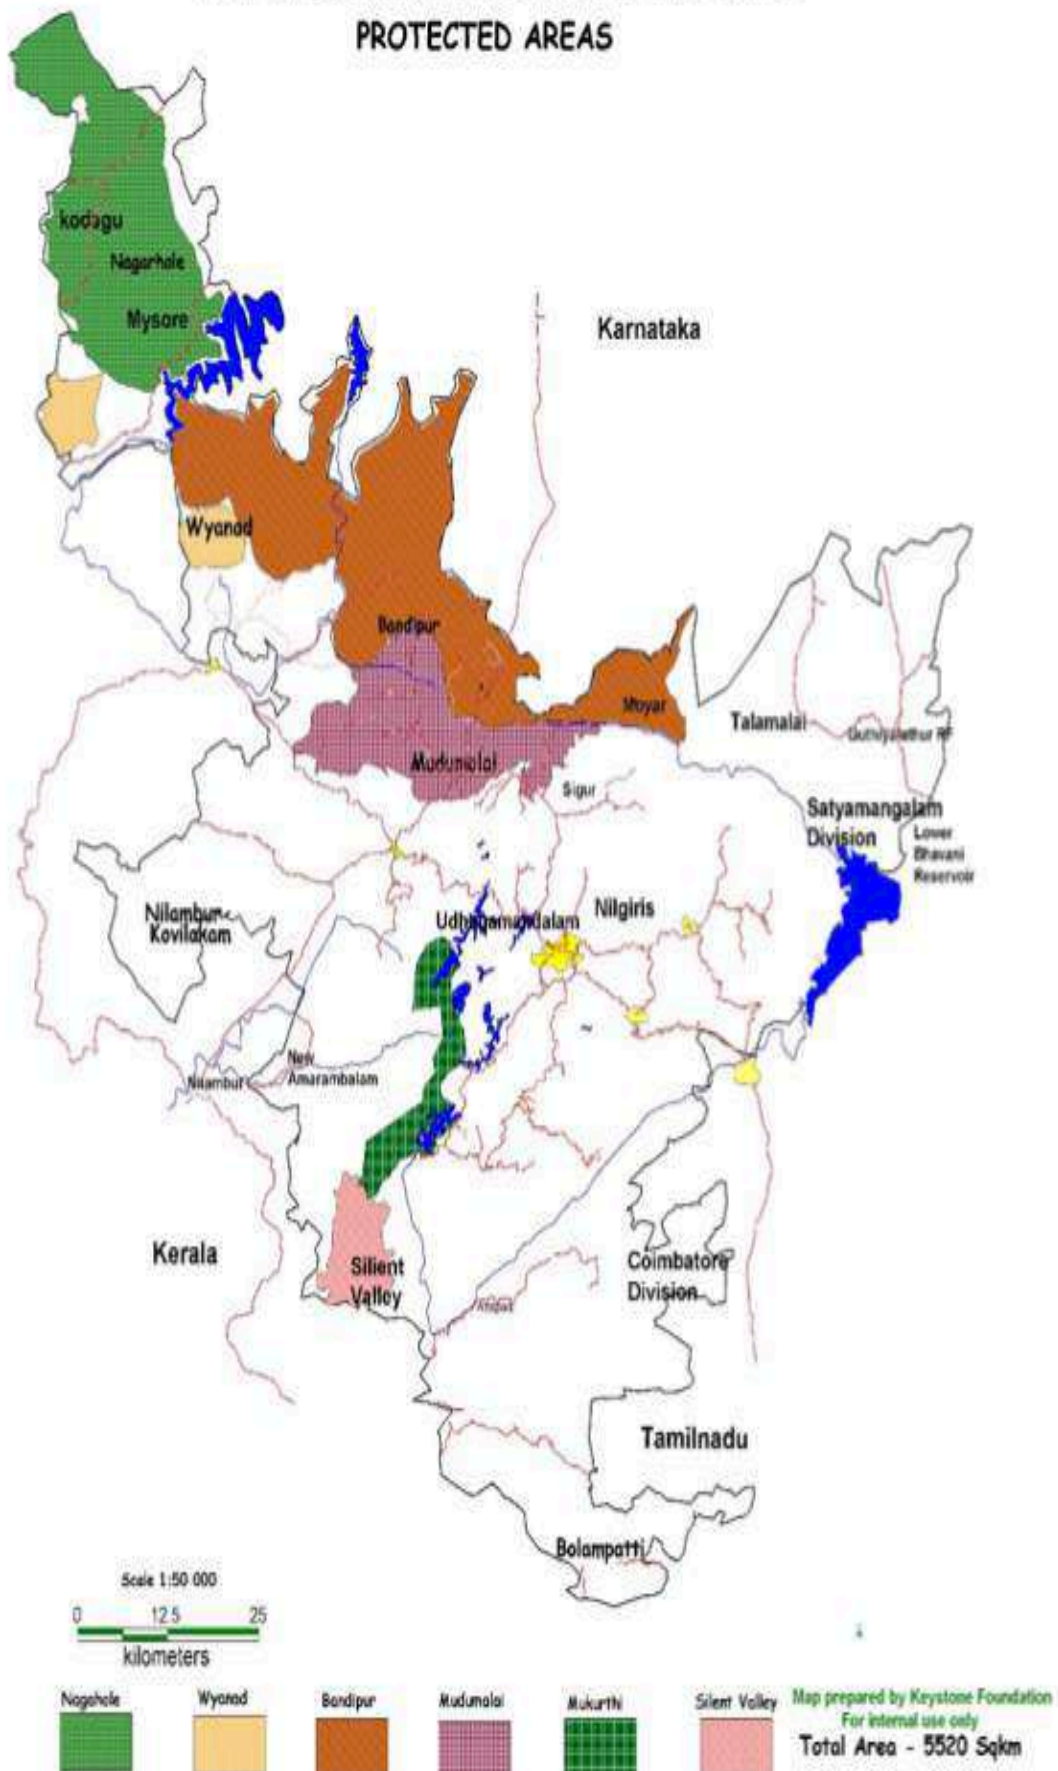 PROTECTED AREAS
kodagu
Nagarhole
Mysore
Karnataka
Wyanad
Bandipur
Moyar
Talamalai
Mudumalai
Sigur
Satyamangalam
Division
Lower
Bhavani
Reservoir
Nilambur
Kovilakam
Udhagamandalam
Nilgiris
Nilambur
New
Amarambalam
Kerala
Silient
Valley
Coimbatore
Division
Attapadi
Tamilnadu
Bolampatti
Scale 1:50 000
0 12.5 25
kilometers
Nagahole Wyanad Bandipur Mudumalai Mukurthi Silent Valley
Map prepared by Keystone Foundation
For internal use only
Total Area - 5520 Sqkm